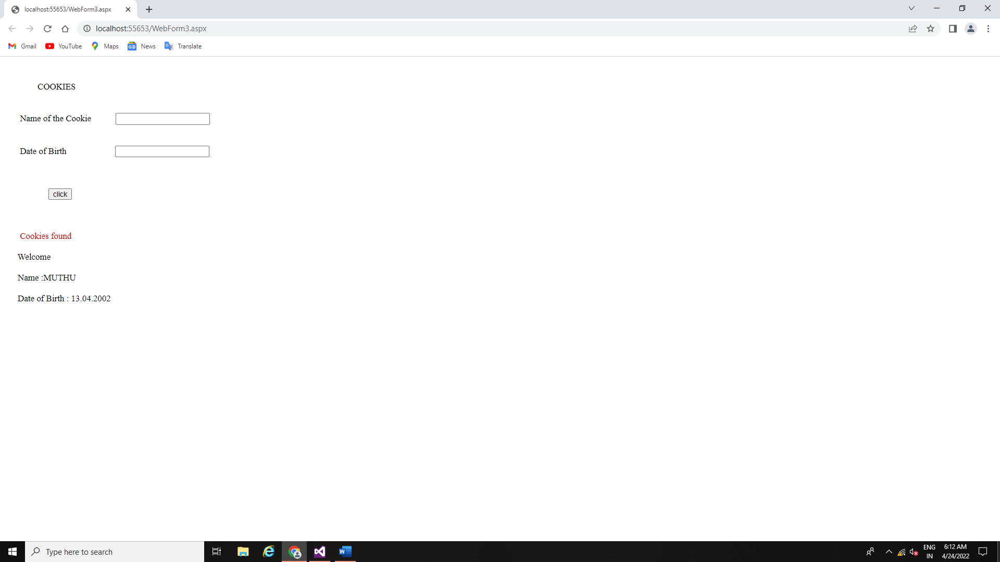 localhost:55653/WebForm3.aspx
localhost:55653/WebForm3.aspx
Gmail YouTube Maps News Translate
COOKIES
Name of the Cookie
Date of Birth
click
Cookies found
Welcome
Name :MUTHU
Date of Birth : 13.04.2002
Type here to search
ENG 6:12 AM
IN 4/24/2022